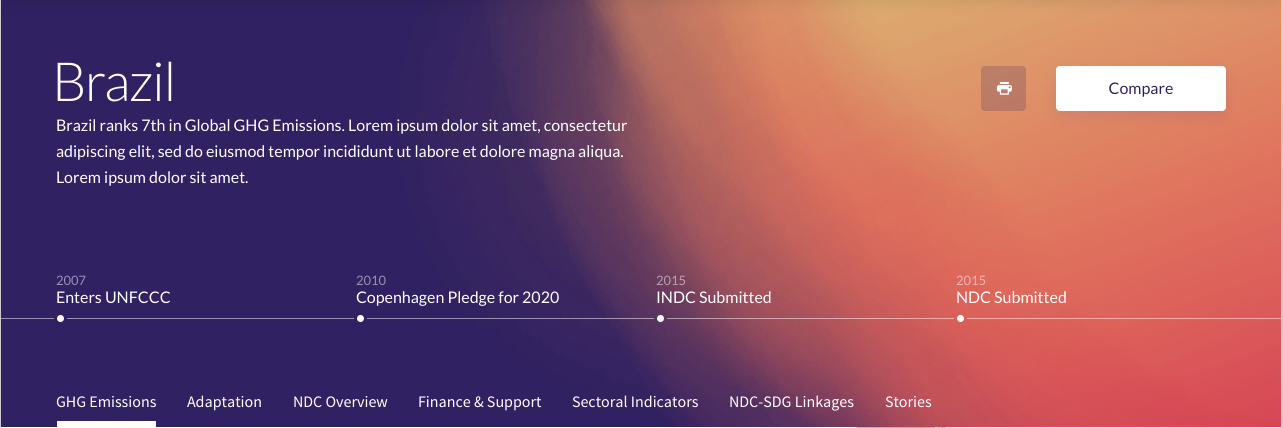 Brazil
Compare
Brazil ranks 7th in Global GHG Emissions. Lorem ipsum dolor sit amet, consectetur
adipiscing elit, sed do eiusmod tempor incididunt ut labore et dolore magna aliqua.
Lorem ipsum dolor sit amet.
2007
Enters UNFCCC
2010
Copenhagen Pledge for 2020
2015
INDC Submitted
2015
NDC Submitted
GHG Emissions
Adaptation
NDC Overview
Finance & Support
Sectoral Indicators
NDC-SDG Linkages
Stories